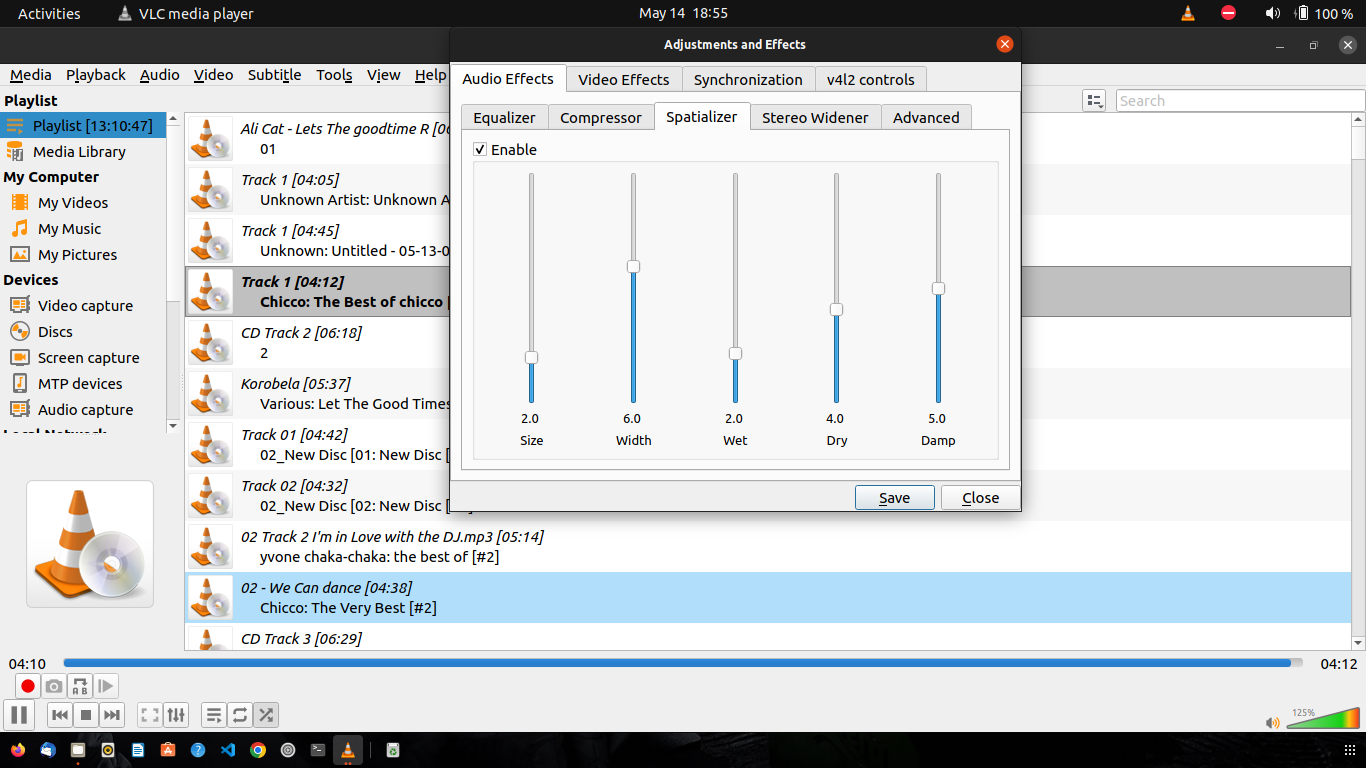 Activities VLC media player May 14 18:55 100 %
Adjustments and Effects
Media Playback Audio Video Subtitle Tools View Help
Playlist
Playlist [13:10:47]
Media Library
My Computer
My Videos
My Music
My Pictures
Devices
Video capture
Discs
Screen capture
MTP devices
Audio capture
Local Network
Search
Ali Cat - Lets The goodtime R [0
01
Track 1 [04:05]
Unknown Artist: Unknown A
Track 1 [04:45]
Unknown: Untitled - 05-13-0
Track 1 [04:12]
Chicco: The Best of chicco [
CD Track 2 [06:18]
2
Korobela [05:37]
Various: Let The Good Times
Track 01 [04:42]
02_New Disc [01: New Disc [
Track 02 [04:32]
02_New Disc [02: New Disc [
02 Track 2 I'm in Love with the DJ.mp3 [05:14]
yvone chaka-chaka: the best of [#2]
02 - We Can dance [04:38]
Chicco: The Very Best [#2]
CD Track 3 [06:29]
Audio Effects Video Effects Synchronization v4l2 controls
Equalizer Compressor Spatializer Stereo Widener Advanced
Enable
2.0 6.0 2.0 4.0 5.0
Size Width Wet Dry Damp
Save Close
04:10 04:12
A B
125%